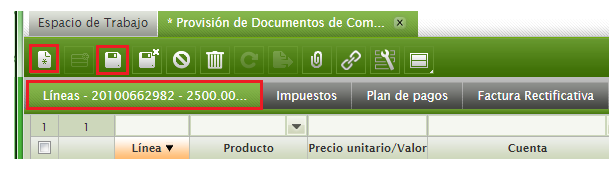 Espacio de Trabajo * Provisión de Documentos de Com... x
Líneas - 20100662982 - 2500.00... Impuestos Plan de pagos Factura Rectificativa
1 1
Línea ▼ Producto Precio unitario/Valor Cuenta